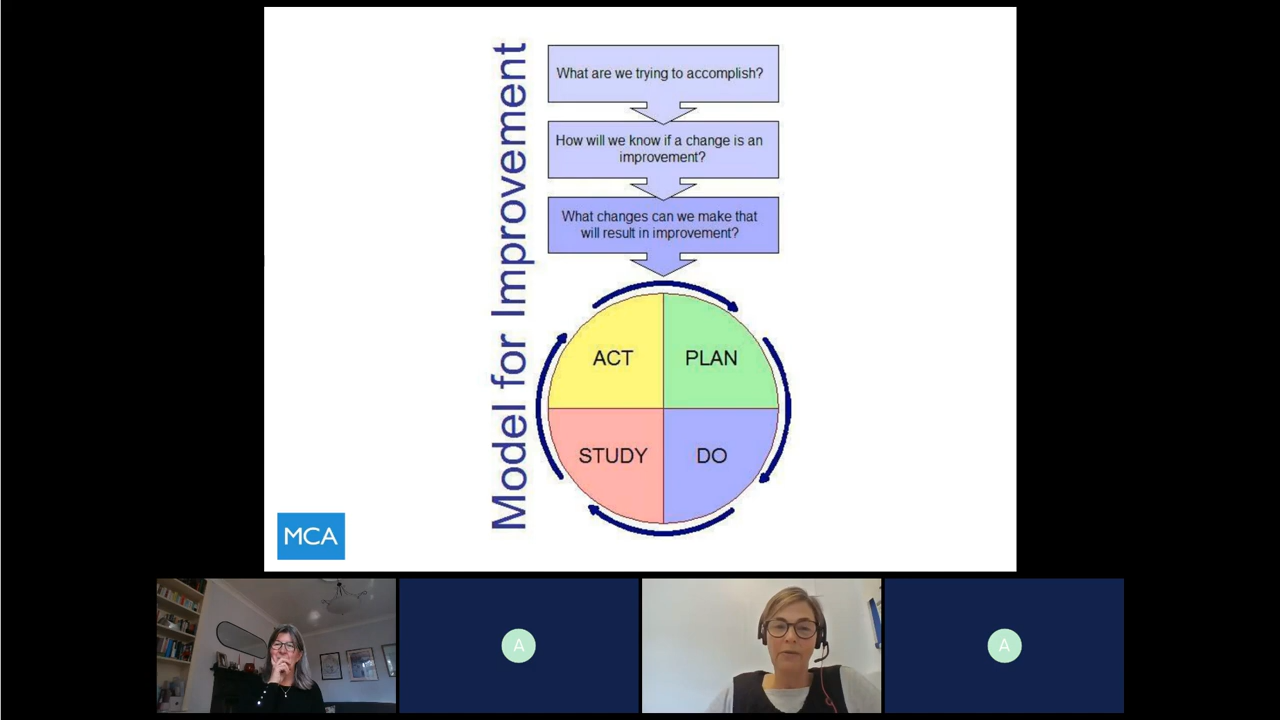 Model for Improvement
What are we trying to accomplish?
How will we know if a change is an
improvement?
What changes can we make that
will result in improvement?
ACT
PLAN
STUDY
DO
MCA
A
A